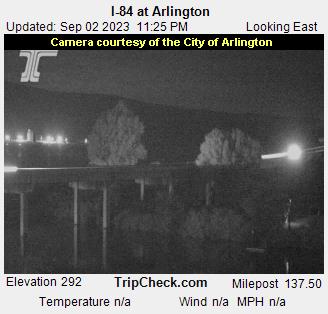 I-84 at Arlington
Updated: Sep 02 2023 11:25 PM Looking East
Camera courtesy of the City of Arlington
Elevation 292 TripCheck.com Milepost 137.50
Temperature n/a Wind n/a MPH n/a